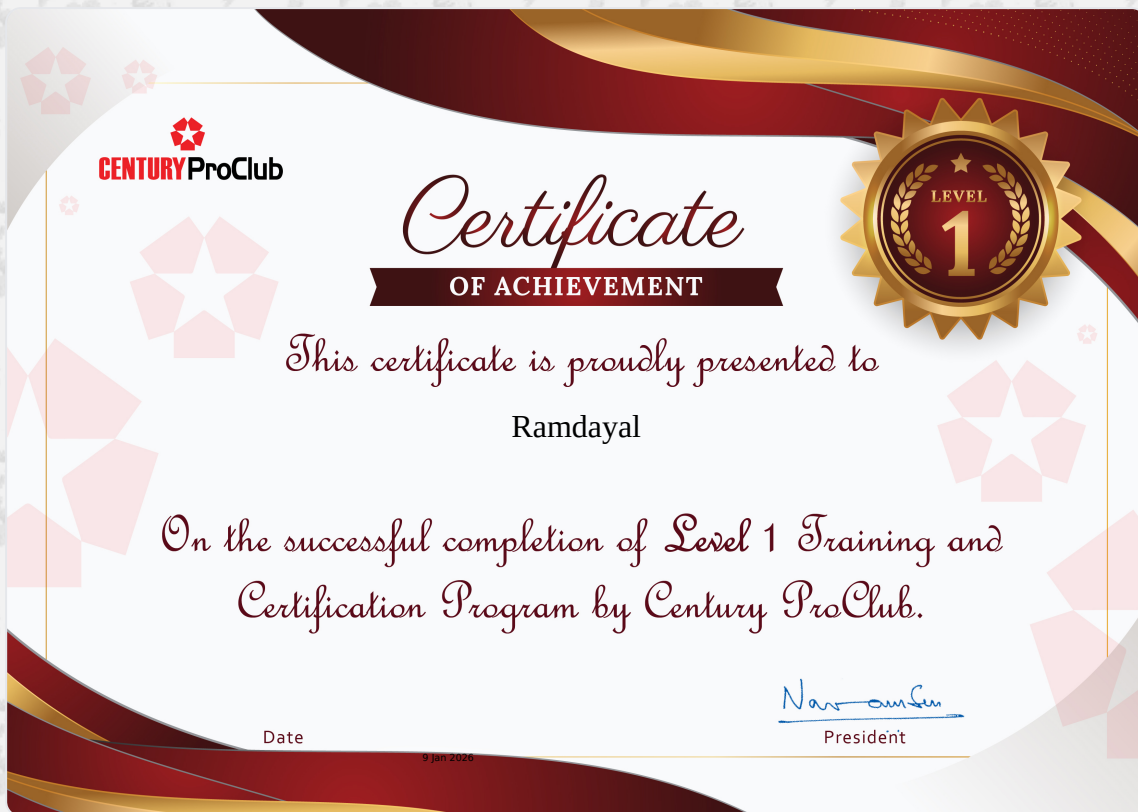 CENTURY ProClub
Certificate
OF ACHIEVEMENT
LEVEL
1
This certificate is proudly presented to
Ramdayal
On the successful completion of Level 1 Training and
Certification Program by Century ProClub.
Date
President
9 Jan 2026